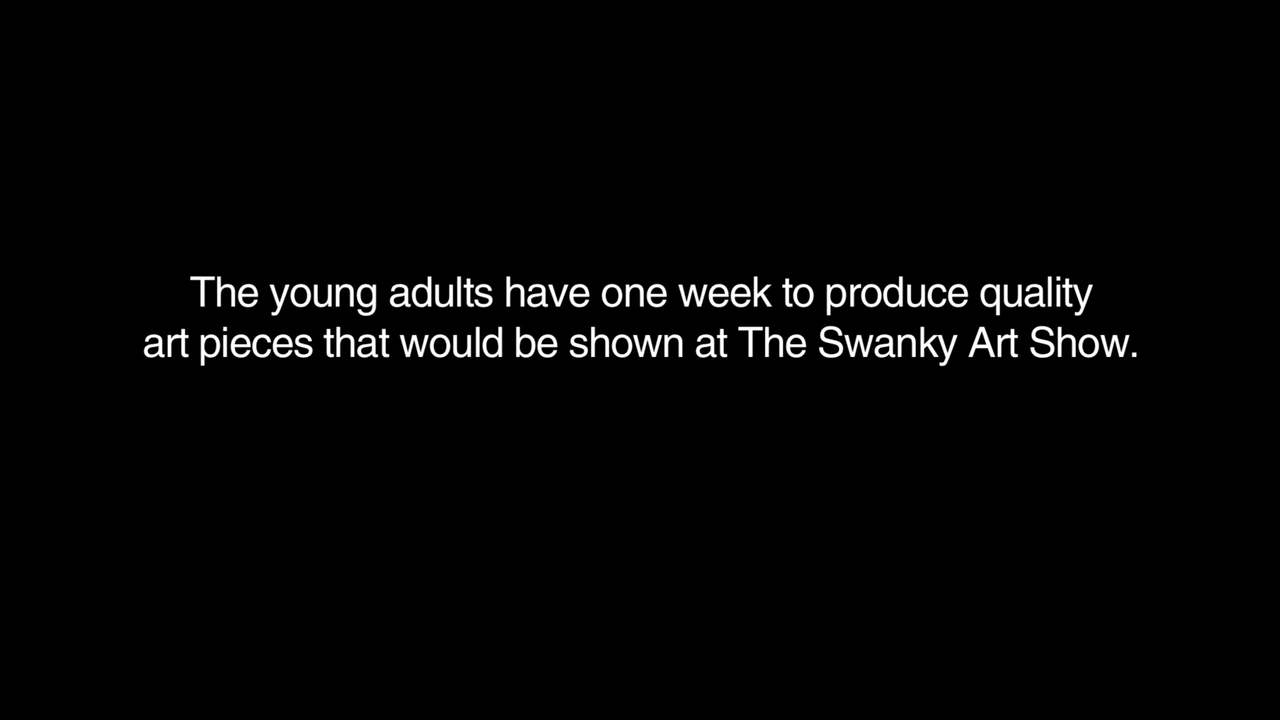 The young adults have one week to produce quality
art pieces that would be shown at The Swanky Art Show.